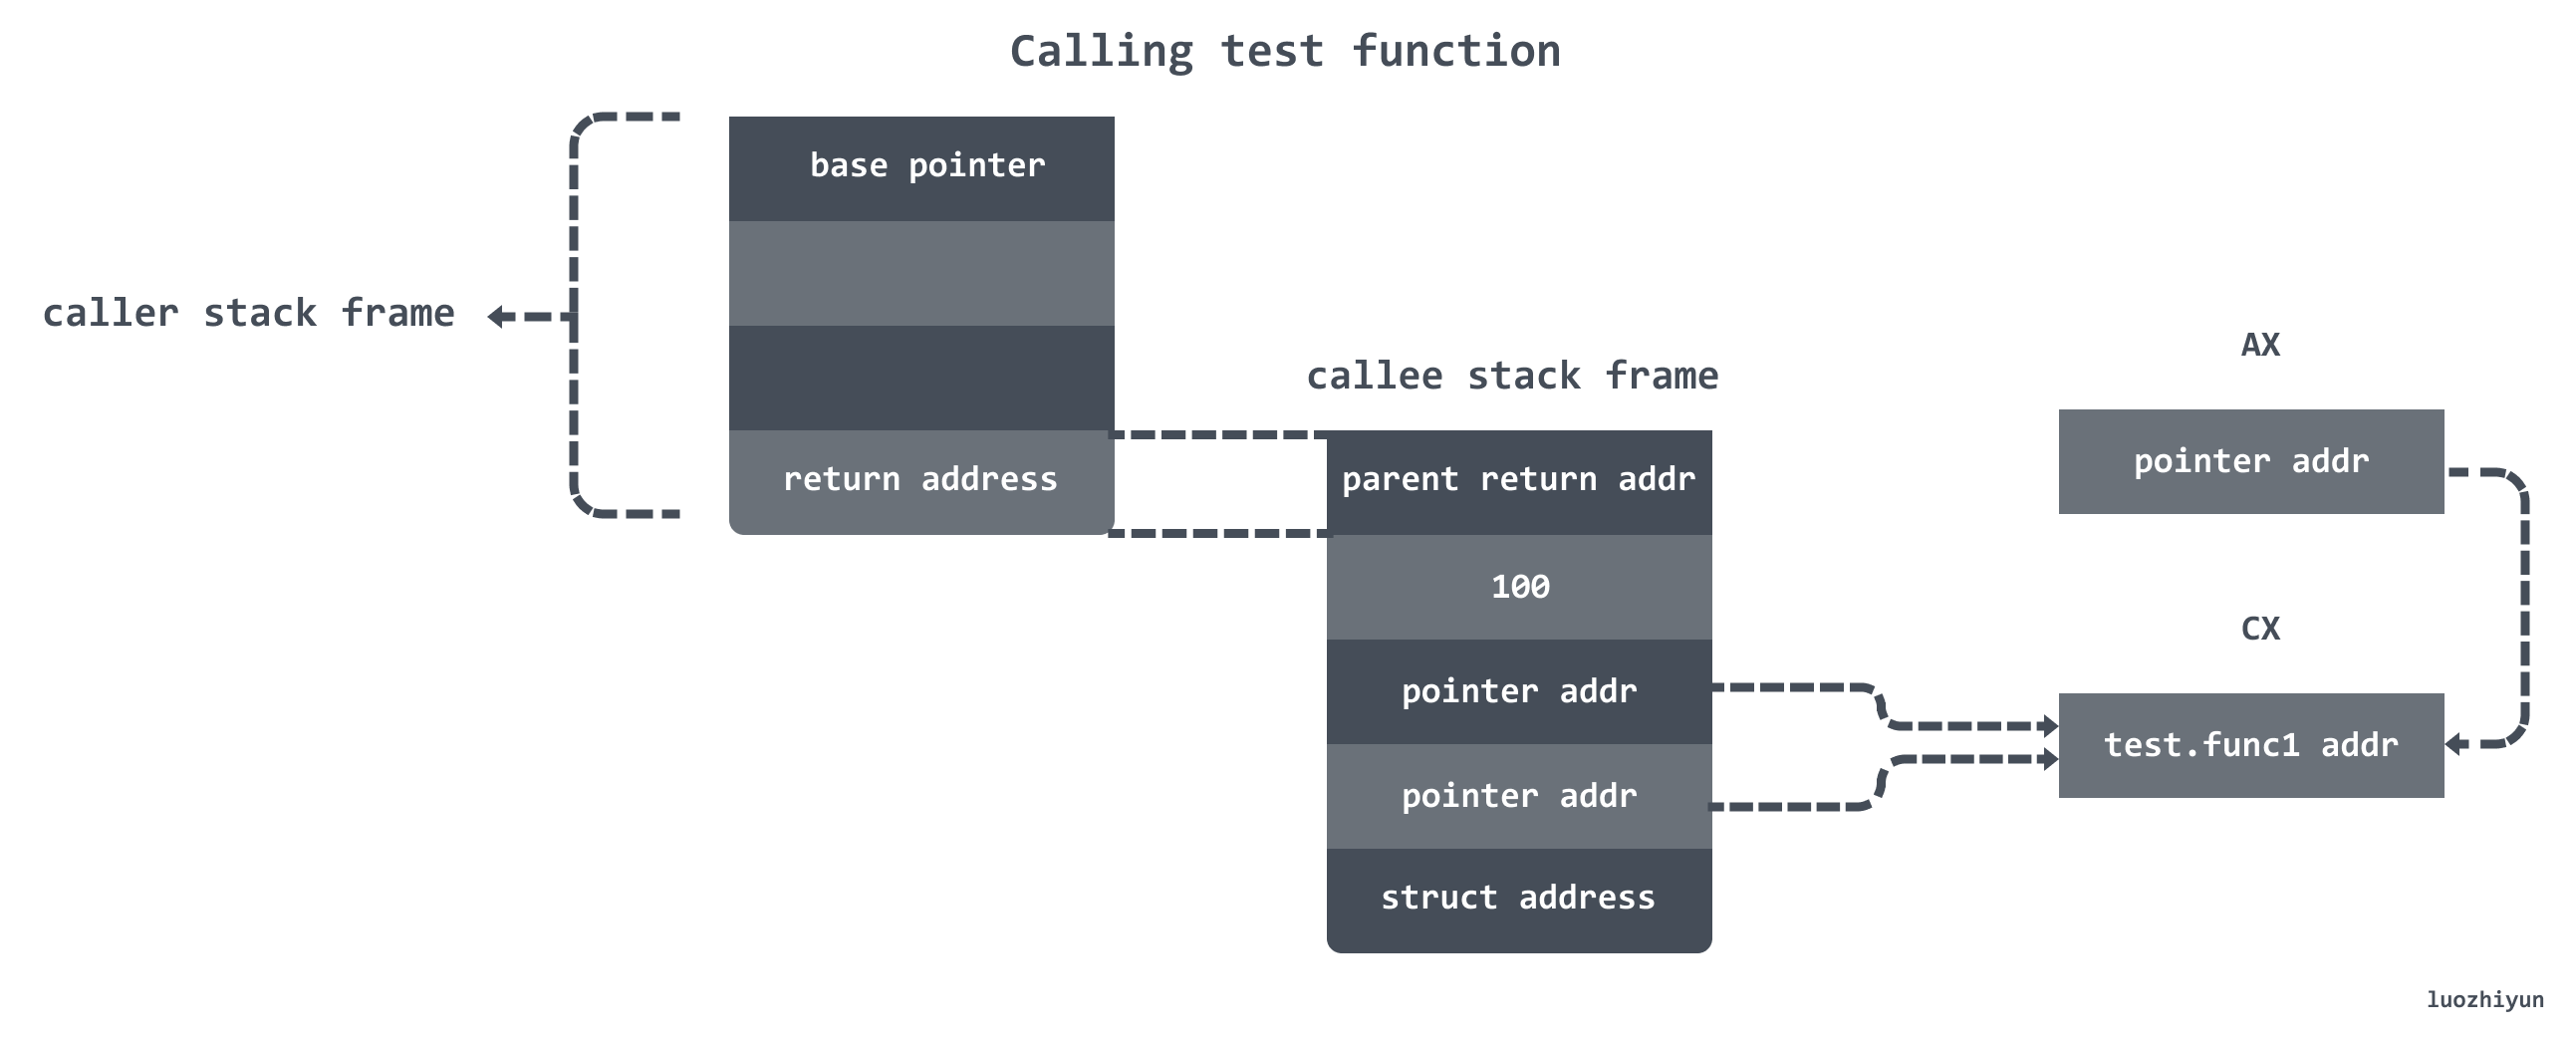 Calling test function
base pointer
caller stack frame
return address
callee stack frame
parent return addr
100
pointer addr
pointer addr
struct address
AX
pointer addr
CX
test.func1 addr
luozhiyun